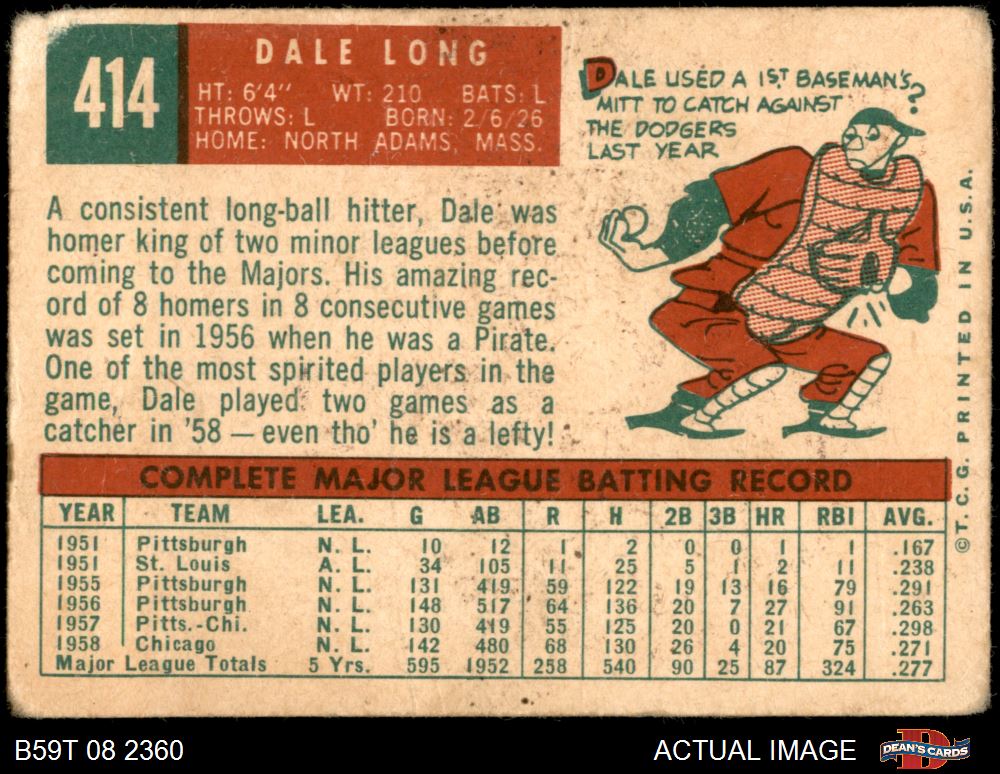 414
DALE LONG
HT: 6'4" WT: 210 BATS: L
THROWS: L BORN: 2/6/26
HOME: NORTH ADAMS, MASS.
DALE USED A 1ST BASEMAN'S
MITT TO CATCH AGAINST
THE DODGERS
LAST YEAR
?
A consistent long-ball hitter, Dale was
homer king of two minor leagues before
coming to the Majors. His amazing rec-
ord of 8 homers in 8 consecutive games
was set in 1956 when he was a Pirate.
One of the most spirited players in the
game, Dale played two games as a
catcher in '58 — even tho' he is a lefty!
COMPLETE MAJOR LEAGUE BATTING RECORD
YEAR TEAM LEA. G AB R H 2B 3B HR RBI AVG.
1951 Pittsburgh N. L. 10 12 1 2 0 0 1 1 .167
1951 St. Louis A. L. 34 105 11 25 5 1 2 11 .238
1955 Pittsburgh N. L. 131 419 59 122 19 13 16 79 .291
1956 Pittsburgh N. L. 148 517 64 136 20 7 27 91 .263
1957 Pitts.-Chi. N. L. 130 419 55 125 20 0 21 67 .298
1958 Chicago N. L. 142 480 68 130 26 4 20 75 .271
Major League Totals 5 Yrs. 595 1952 258 540 90 25 87 324 .277
© T. C. G. PRINTED IN U.S.A.
B59T 08 2360 ACTUAL IMAGE
DEAN'S CARDS